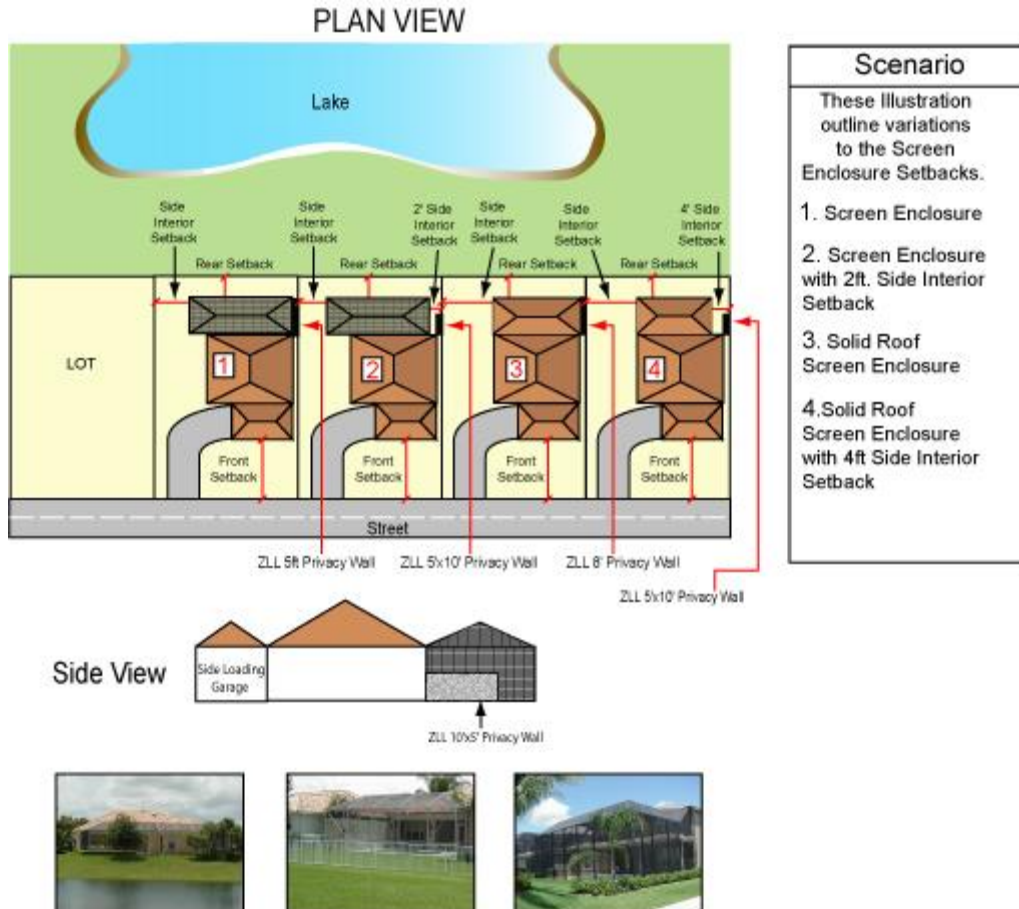 PLAN VIEW
Lake
Side
Interior
Setback
Side
Interior
Setback
2' Side
Interior
Setback
Side
Interior
Setback
Side
Interior
Setback
4' Side
Interior
Setback
Rear Setback
Rear Setback
Rear Setback
Rear Setback
LOT
1
2
3
4
Front
Setback
Front
Setback
Front
Setback
Front
Setback
Street
ZLL 5ft Privacy Wall
ZLL 5'x10' Privacy Wall
ZLL 8' Privacy Wall
ZLL 5'x10' Privacy Wall
Scenario
These Illustration
outline variations
to the Screen
Enclosure Setbacks.
1. Screen Enclosure
2. Screen Enclosure
with 2ft. Side Interior
Setback
3. Solid Roof
Screen Enclosure
4.Solid Roof
Screen Enclosure
with 4ft Side Interior
Setback
Side View
Side Loading
Garage
ZLL 10'x5' Privacy Wall